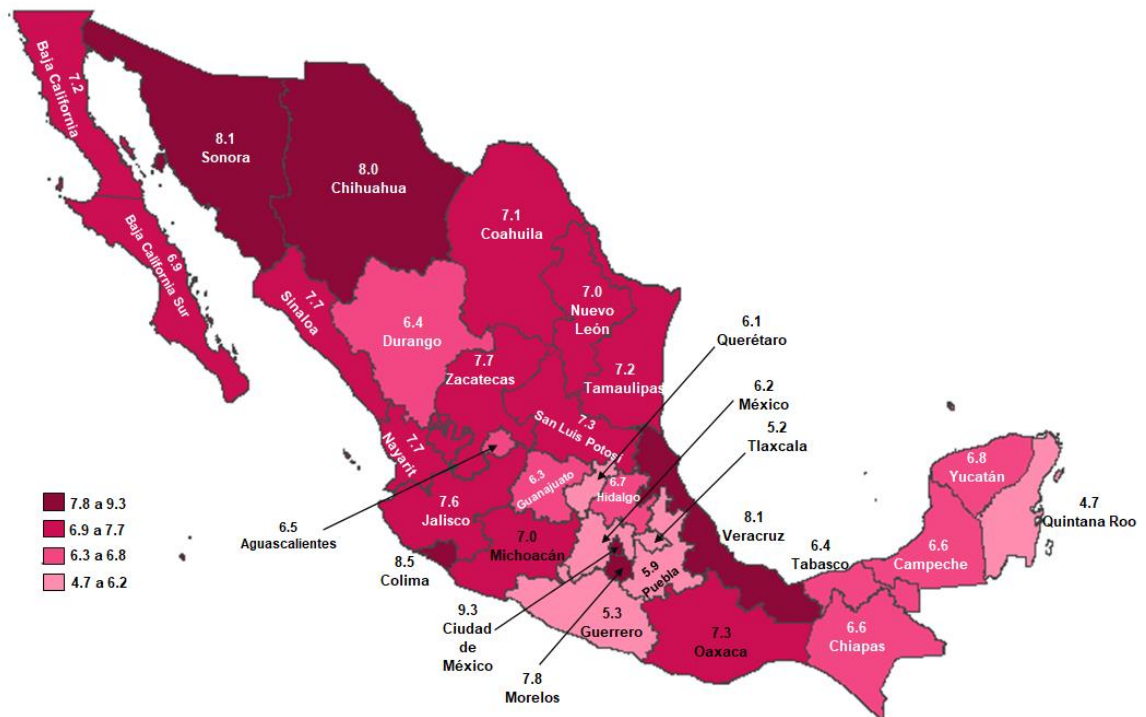 7.2
Baja California
8.1
Sonora
8.0
Chihuahua
7.1
Coahuila
6.9
Baja California Sur
7.7
Sinaloa
6.4
Durango
7.0
Nuevo
León
6.1
Querétaro
7.7
Zacatecas
7.2
Tamaulipas
6.2
México
7.3
San Luis Potosí
5.2
Tlaxcala
7.7
Nayarit
6.3
Guanajuato
6.7
Hidalgo
6.8
Yucatán
7.8 a 9.3
6.9 a 7.7
6.3 a 6.8
4.7 a 6.2
6.5
Aguascalientes
7.6
Jalisco
7.0
Michoacán
8.1
Veracruz
4.7
Quintana Roo
8.5
Colima
5.9
Puebla
6.4
Tabasco
6.6
Campeche
9.3
Ciudad
de
México
5.3
Guerrero
7.3
Oaxaca
6.6
Chiapas
7.8
Morelos